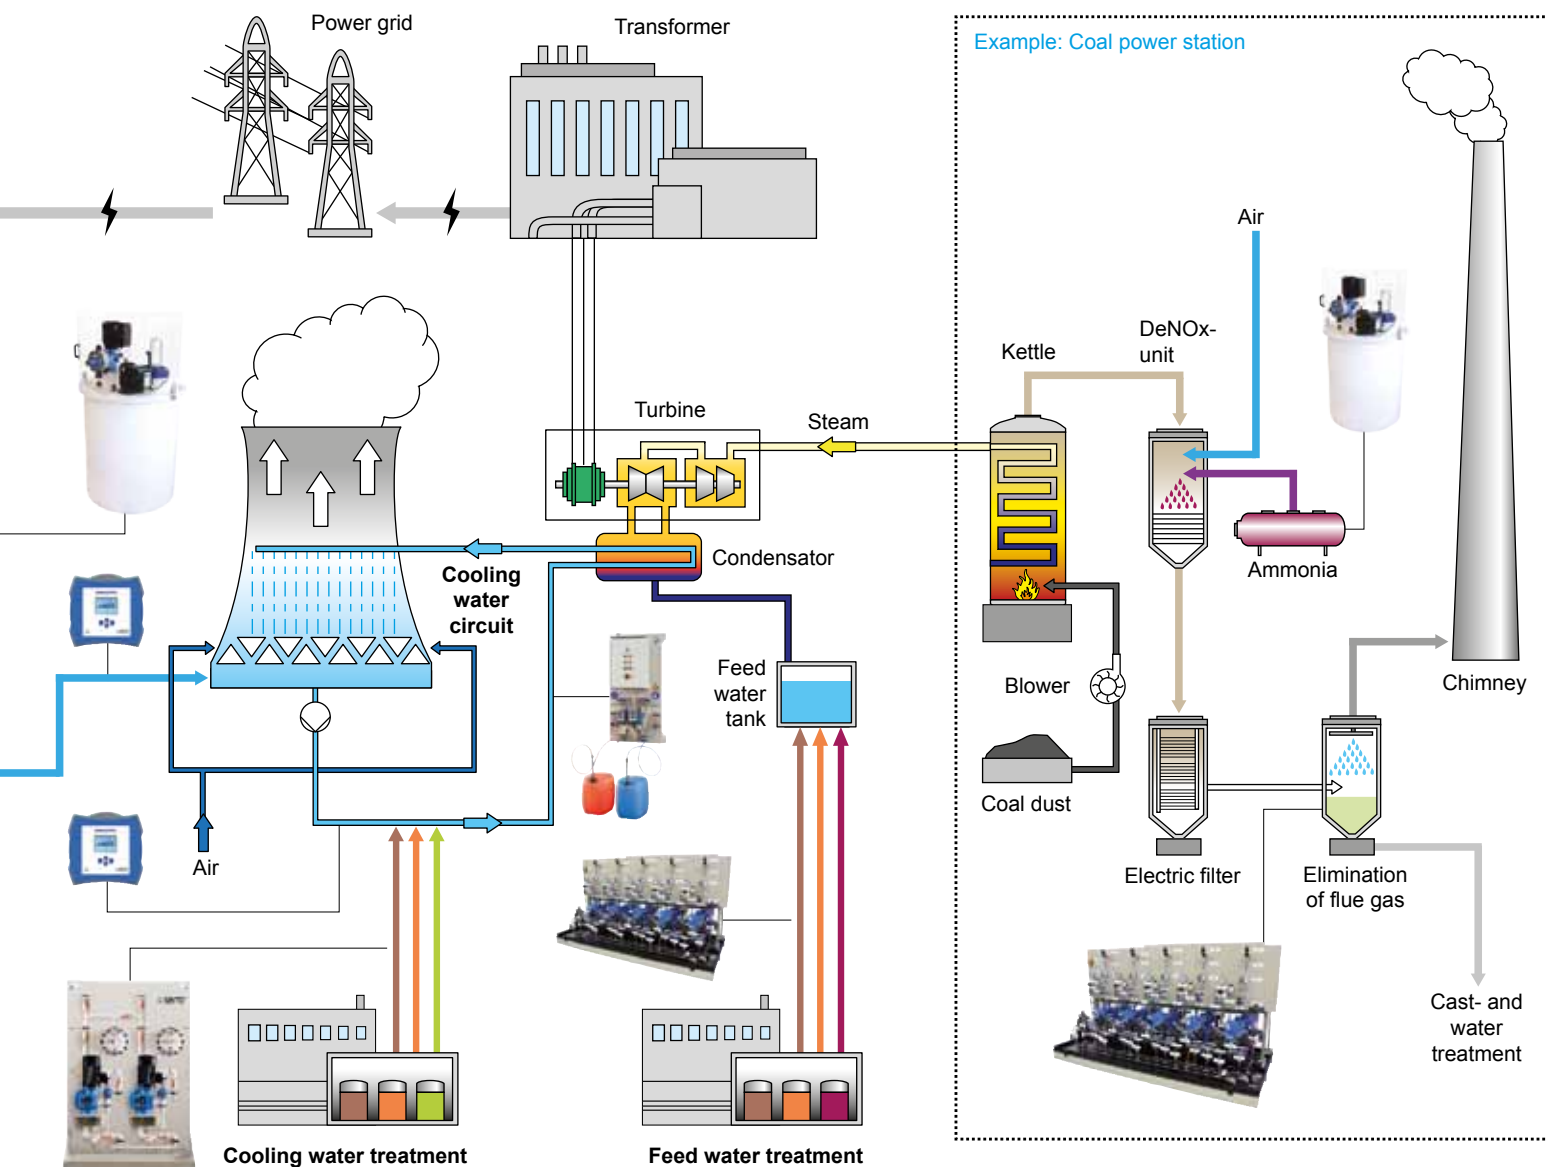 Power grid
Transformer
Example: Coal power station
Air
DeNOx-
unit
Kettle
Turbine
Steam
Condensator
Cooling
water
circuit
Ammonia
Feed
water
tank
Blower
Chimney
Coal dust
Air
Electric filter
Elimination
of flue gas
Cast- and
water
treatment
Cooling water treatment
Feed water treatment